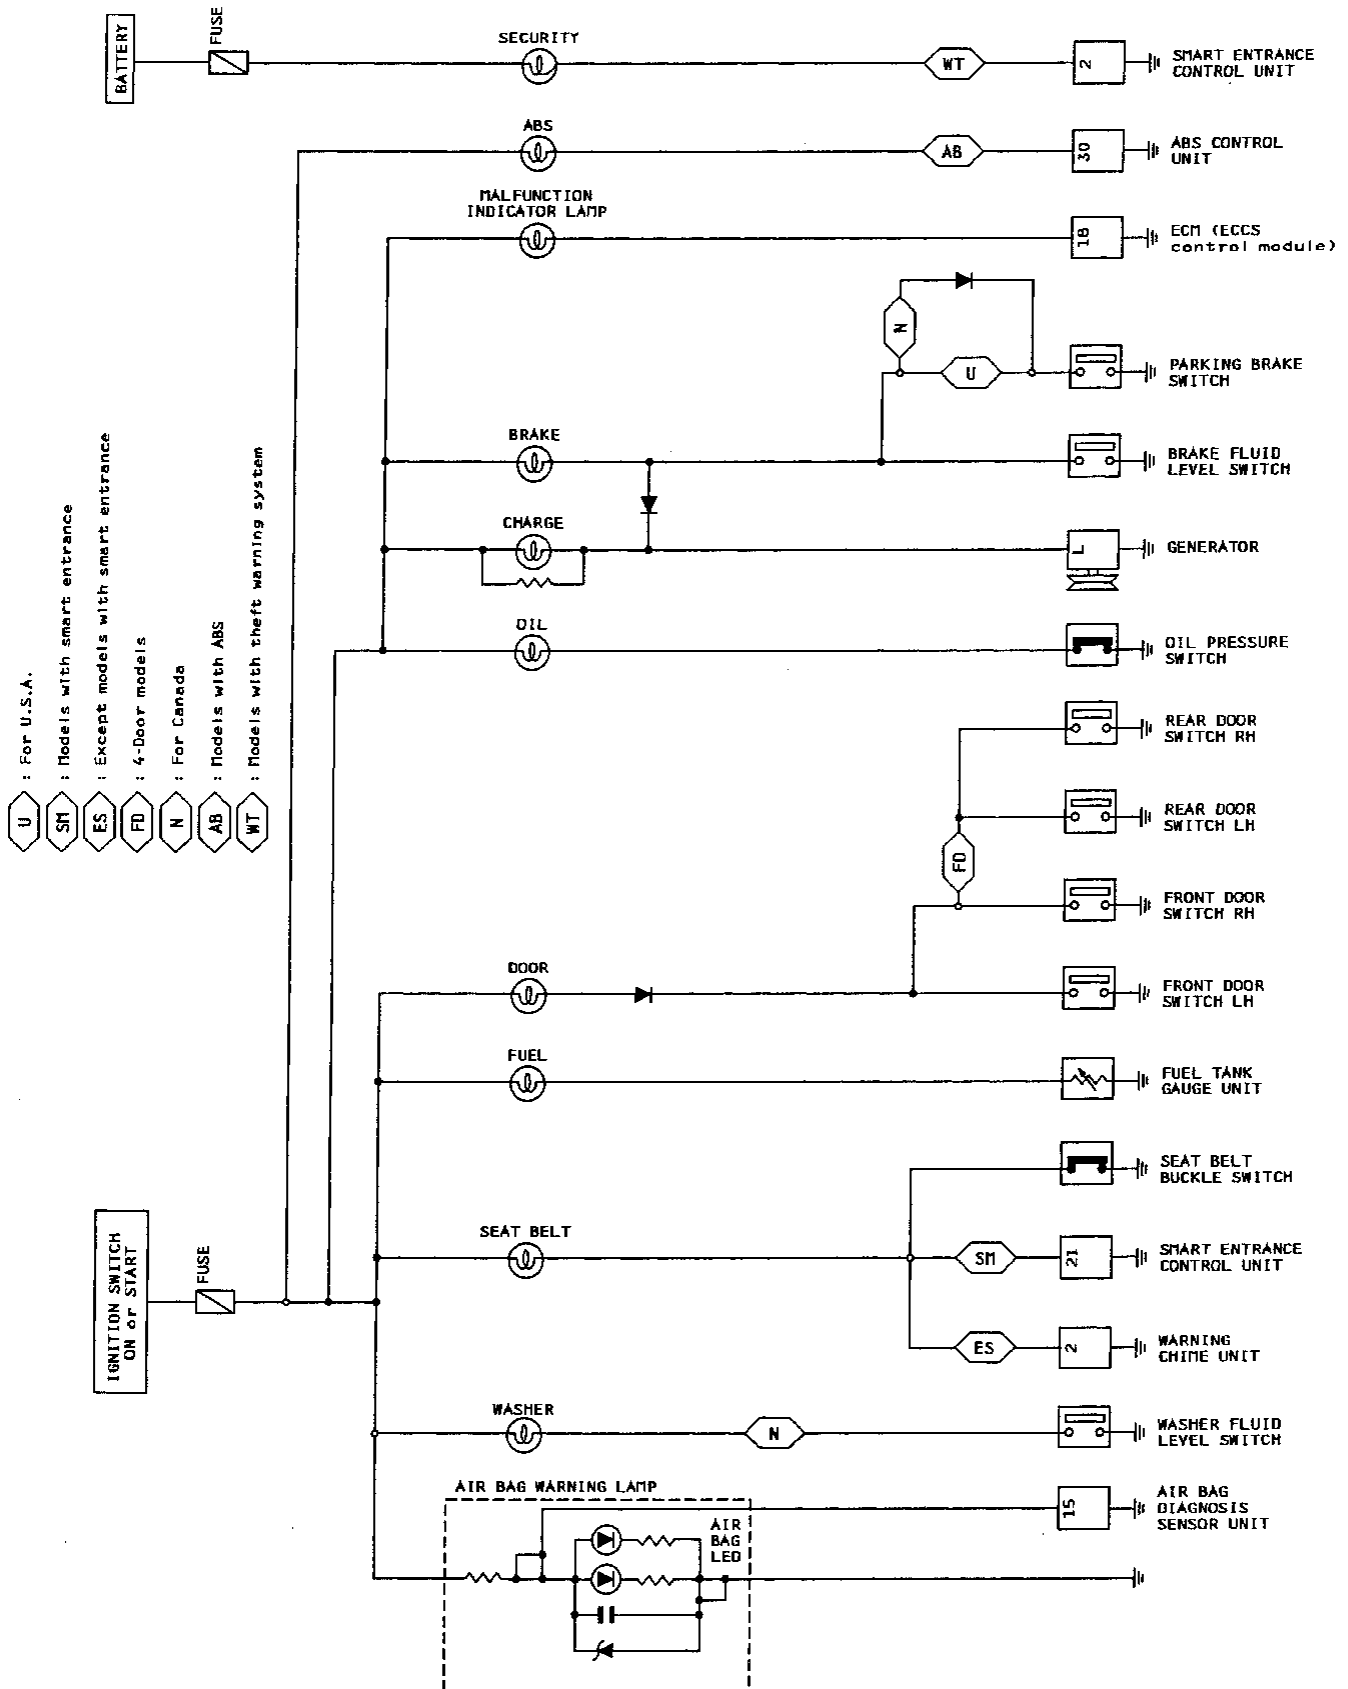 BATTERY
FUSE
SECURITY
WT
2
SMART ENTRANCE
CONTROL UNIT
ABS
AB
30
ABS CONTROL
UNIT
MALFUNCTION
INDICATOR LAMP
18
ECM (ECCS
control module)
N
U
PARKING BRAKE
SWITCH
BRAKE
BRAKE FLUID
LEVEL SWITCH
CHARGE
L
GENERATOR
OIL
OIL PRESSURE
SWITCH
U : For U.S.A.
SM : Models with smart entrance
ES : Except models with smart entrance
FD : 4-Door models
N : For Canada
AB : Models with ABS
WT : Models with theft warning system
REAR DOOR
SWITCH RH
REAR DOOR
SWITCH LH
FD
FRONT DOOR
SWITCH RH
DOOR
FRONT DOOR
SWITCH LH
FUEL
FUEL TANK
GAUGE UNIT
SEAT BELT
BUCKLE SWITCH
IGNITION SWITCH
ON or START
FUSE
SEAT BELT
SM
21
SMART ENTRANCE
CONTROL UNIT
ES
2
WARNING
CHIME UNIT
WASHER
N
WASHER FLUID
LEVEL SWITCH
AIR BAG WARNING LAMP
15
AIR BAG
DIAGNOSIS
SENSOR UNIT
AIR
BAG
LED